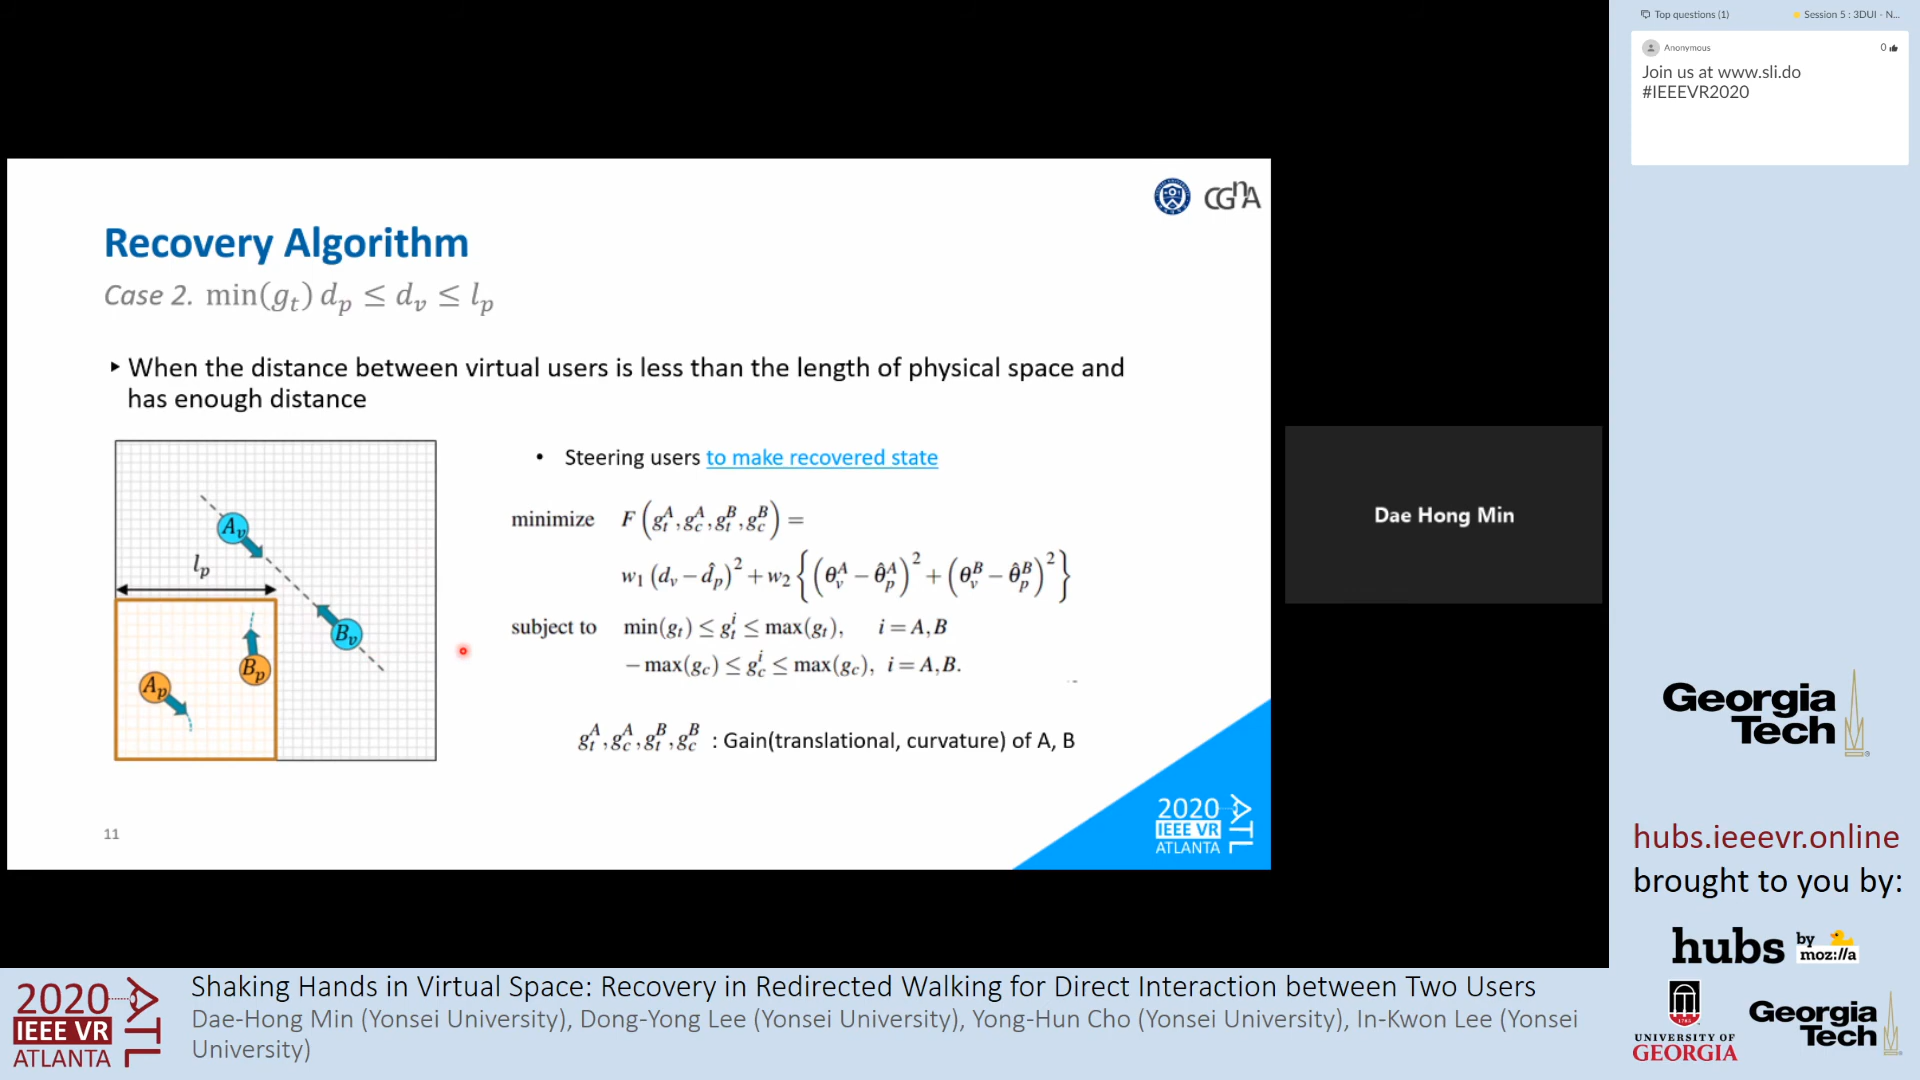 Top questions (1)
Session 5 : 3DUI - N...
Anonymous
0
Join us at www.sli.do
#IEEEVR2020
CGnA
Recovery Algorithm
Case 2. min(g_t) d_p ≤ d_v ≤ l_p
‣ When the distance between virtual users is less than the length of physical space and
has enough distance
• Steering users to make recovered state
minimize F(g_t^A, g_c^A, g_t^B, g_c^B) =
w_1 (d_v − d̂_p)^2 + w_2 {(θ_v^A − θ̂_p^A)^2 + (θ_v^B − θ̂_p^B)^2}
subject to min(g_t) ≤ g_t^i ≤ max(g_t), i = A,B
− max(g_c) ≤ g_c^i ≤ max(g_c), i = A,B.
g_t^A, g_c^A, g_t^B, g_c^B : Gain(translational, curvature) of A, B
A_v
l_p
B_v
B_p
A_p
11
2020
IEEE VR
ATLANTA
ATL
Dae Hong Min
Georgia
Tech
hubs.ieeevr.online
brought to you by:
hubs by
moz://a
UNIVERSITY OF
GEORGIA
Georgia
Tech
2020
IEEE VR
ATLANTA
ATL
Shaking Hands in Virtual Space: Recovery in Redirected Walking for Direct Interaction between Two Users
Dae-Hong Min (Yonsei University), Dong-Yong Lee (Yonsei University), Yong-Hun Cho (Yonsei University), In-Kwon Lee (Yonsei
University)